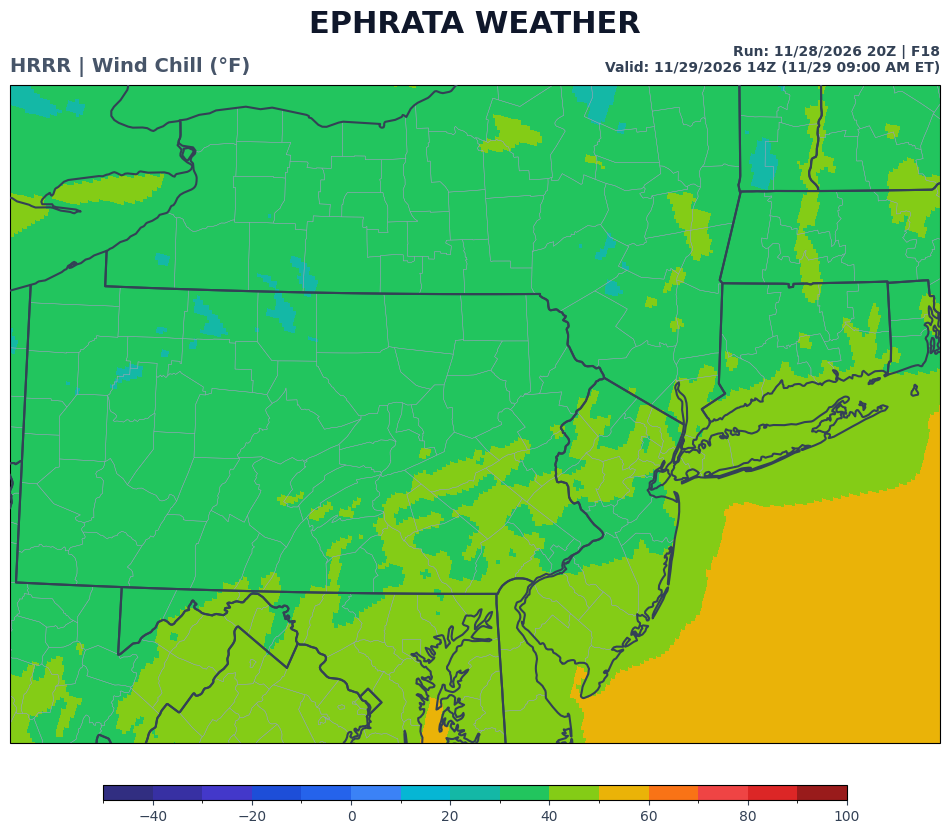 EPHRATA WEATHER
HRRR | Wind Chill (°F)
Run: 11/28/2026 20Z | F18
Valid: 11/29/2026 14Z (11/29 09:00 AM ET)
−40 −20 0 20 40 60 80 100